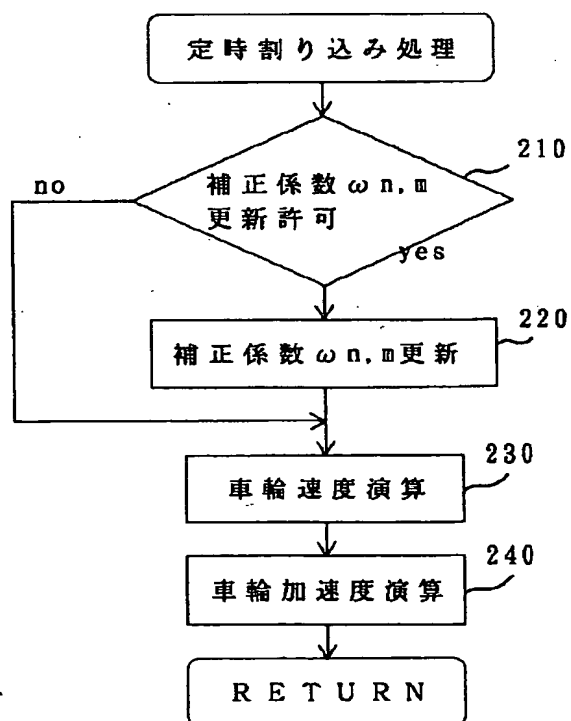 定時割り込み処理
210
no
補正係数ωn,m
更新許可
yes
220
補正係数ωn,m更新
230
車輪速度演算
240
車輪加速度演算
RETURN